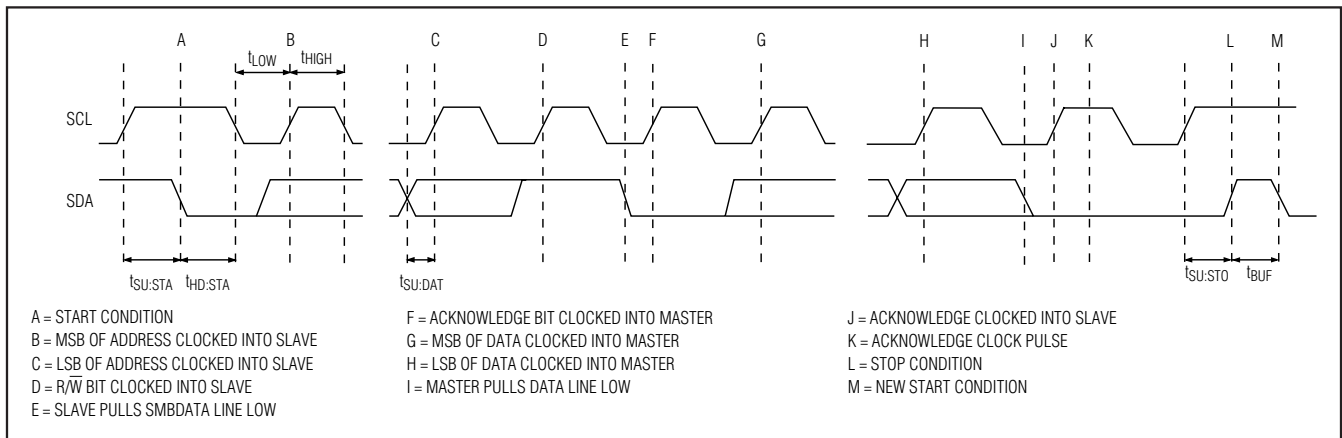 A B C D E F G H I J K L M
tLOW tHIGH
SCL
SDA
tSU:STA tHD:STA tSU:DAT tSU:STO tBUF
A = START CONDITION
B = MSB OF ADDRESS CLOCKED INTO SLAVE
C = LSB OF ADDRESS CLOCKED INTO SLAVE
D = R/W̅ BIT CLOCKED INTO SLAVE
E = SLAVE PULLS SMBDATA LINE LOW
F = ACKNOWLEDGE BIT CLOCKED INTO MASTER
G = MSB OF DATA CLOCKED INTO MASTER
H = LSB OF DATA CLOCKED INTO MASTER
I = MASTER PULLS DATA LINE LOW
J = ACKNOWLEDGE CLOCKED INTO SLAVE
K = ACKNOWLEDGE CLOCK PULSE
L = STOP CONDITION
M = NEW START CONDITION